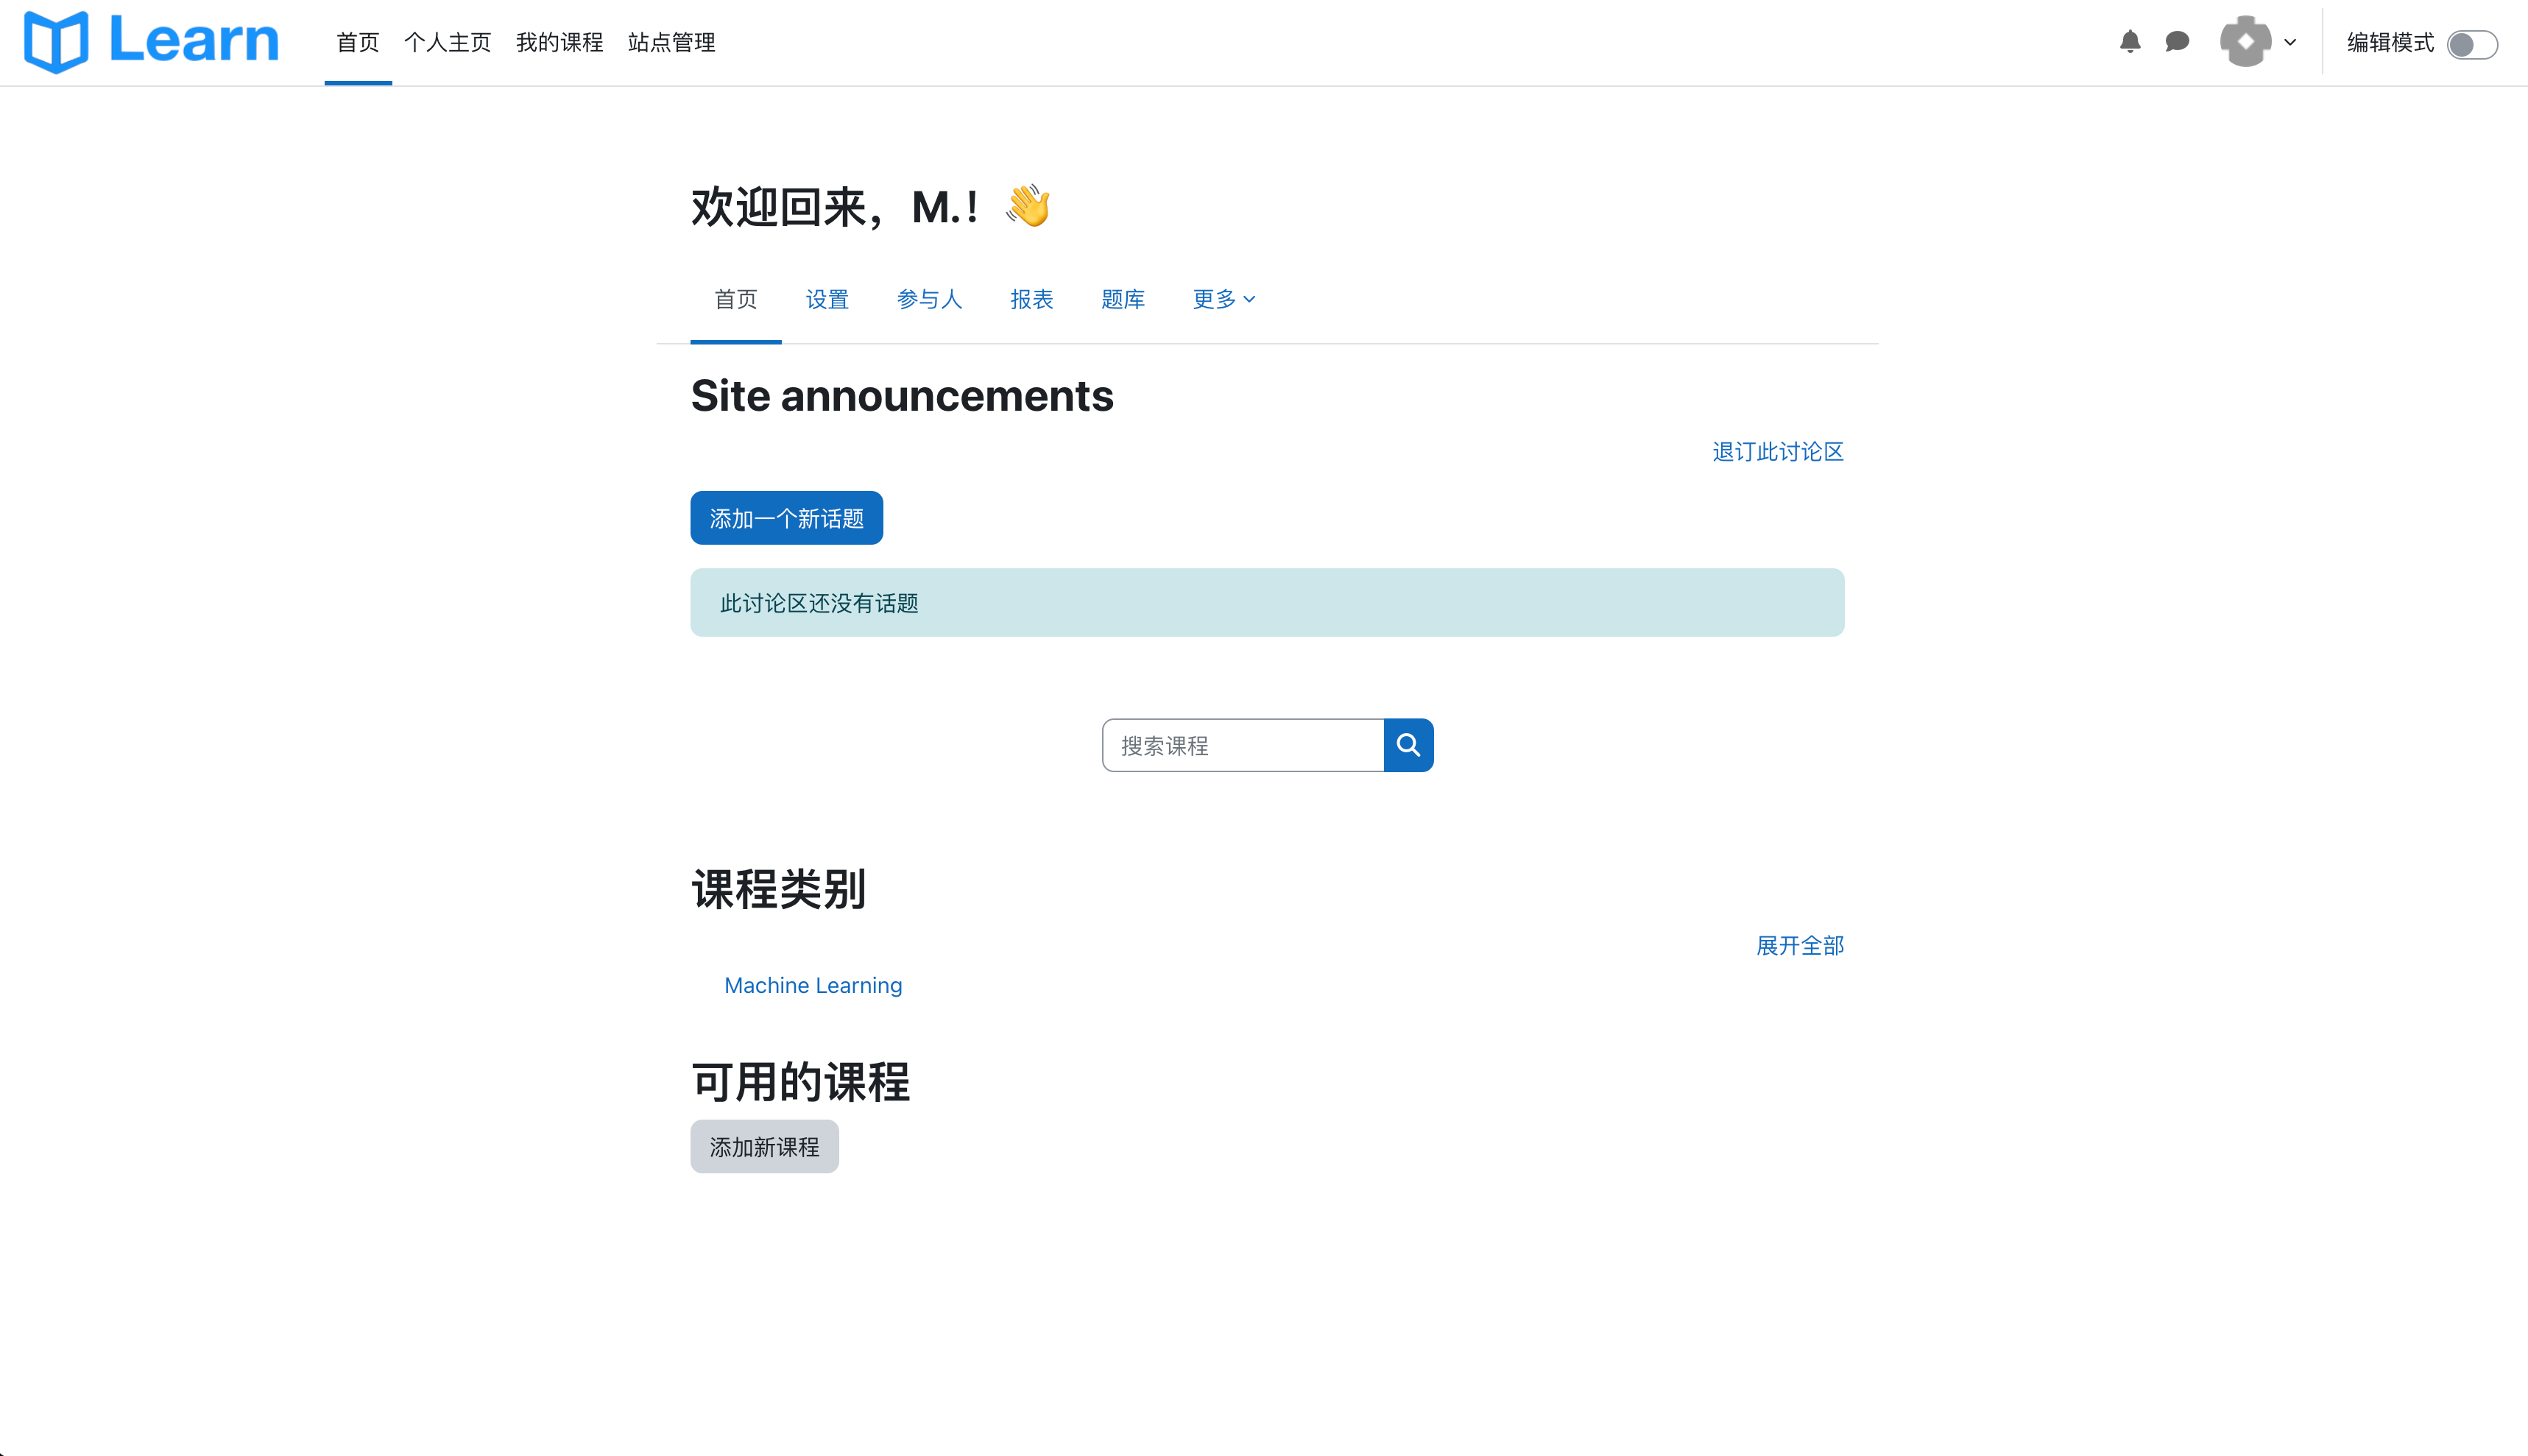 Learn 首页 个人主页 我的课程 站点管理 编辑模式
欢迎回来，M.！👋
首页 设置 参与人 报表 题库 更多
Site announcements
退订此讨论区
添加一个新话题
此讨论区还没有话题
搜索课程
课程类别
展开全部
Machine Learning
可用的课程
添加新课程